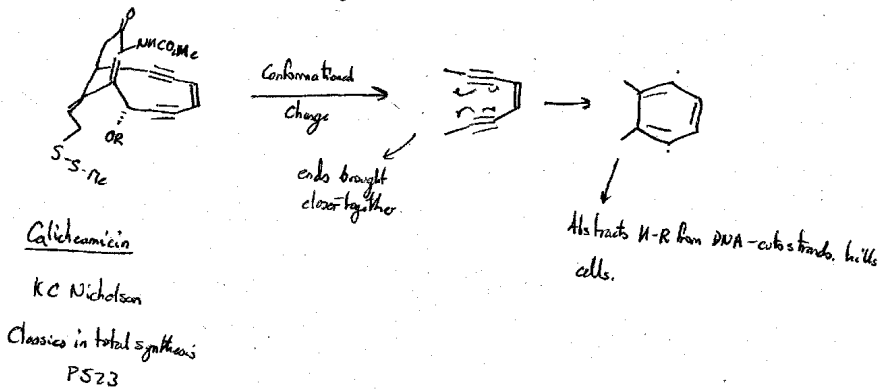 O
NHCO₂Me
OR
S-S-Me
Conformational
Change
ends brought
closer together
Abstracts H-R from DNA-cuts strands, kills
cells.
Calicheamicin
KC Nicholson
Classics in total synthesis
P523